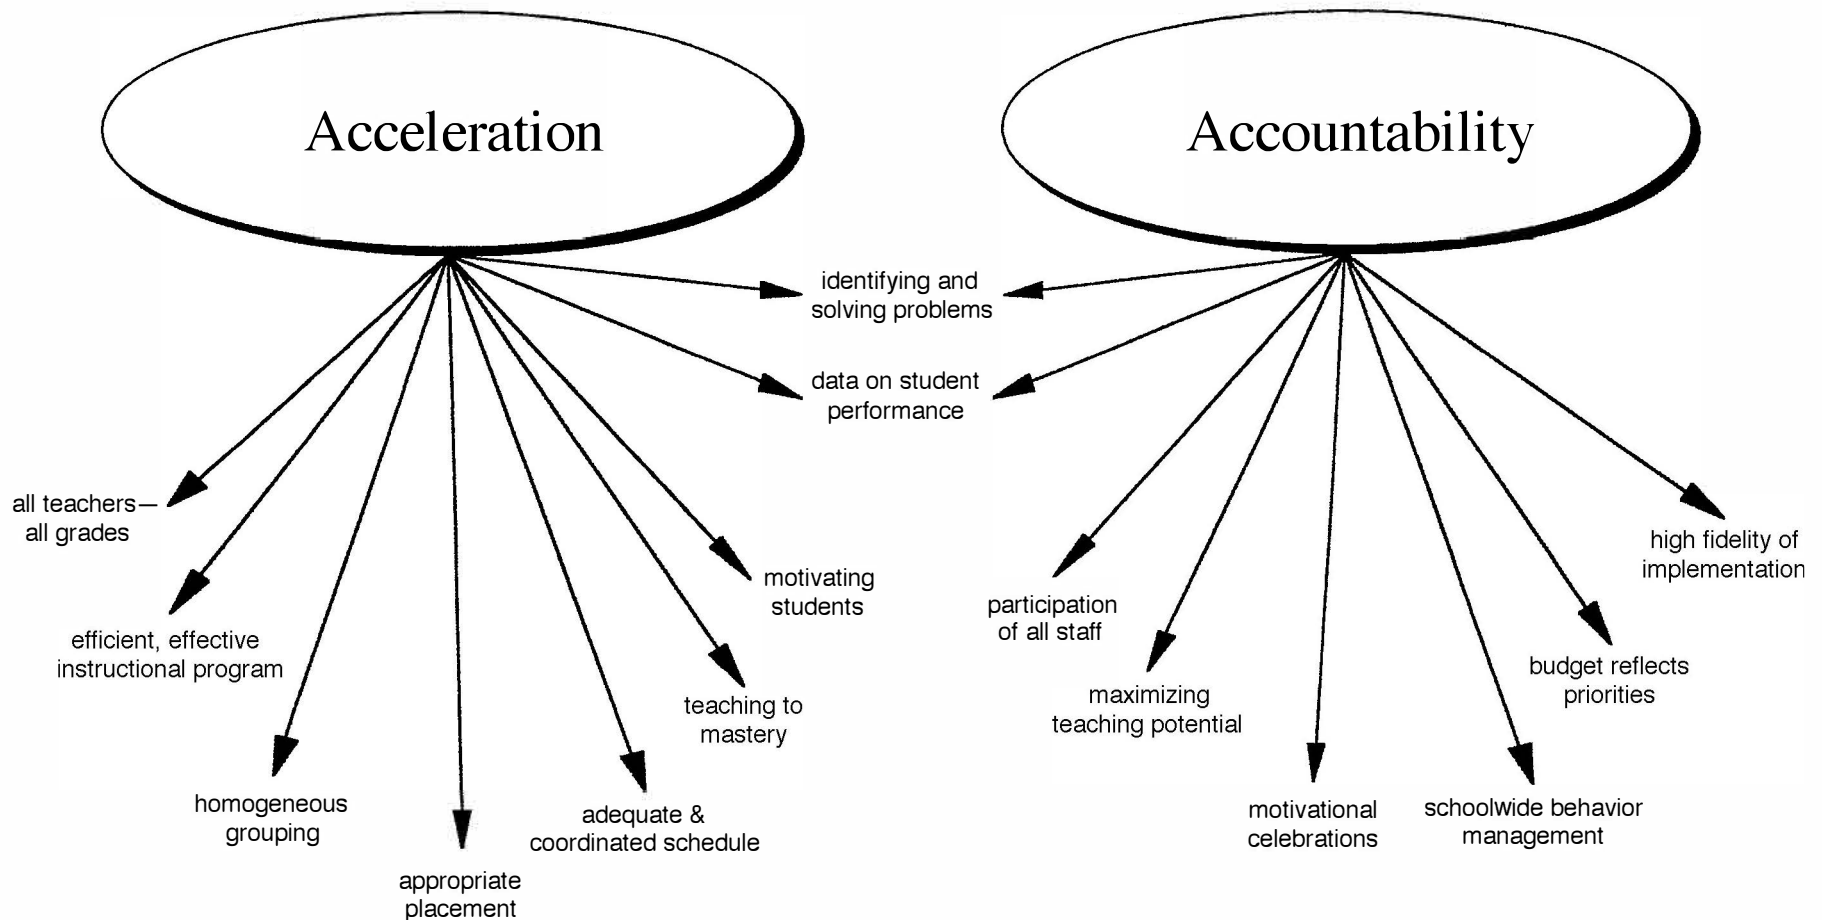 Acceleration
Accountability
identifying and
solving problems
data on student
performance
all teachers—
all grades
efficient, effective
instructional program
homogeneous
grouping
appropriate
placement
adequate &
coordinated schedule
teaching to
mastery
motivating
students
participation
of all staff
maximizing
teaching potential
motivational
celebrations
schoolwide behavior
management
budget reflects
priorities
high fidelity of
implementation